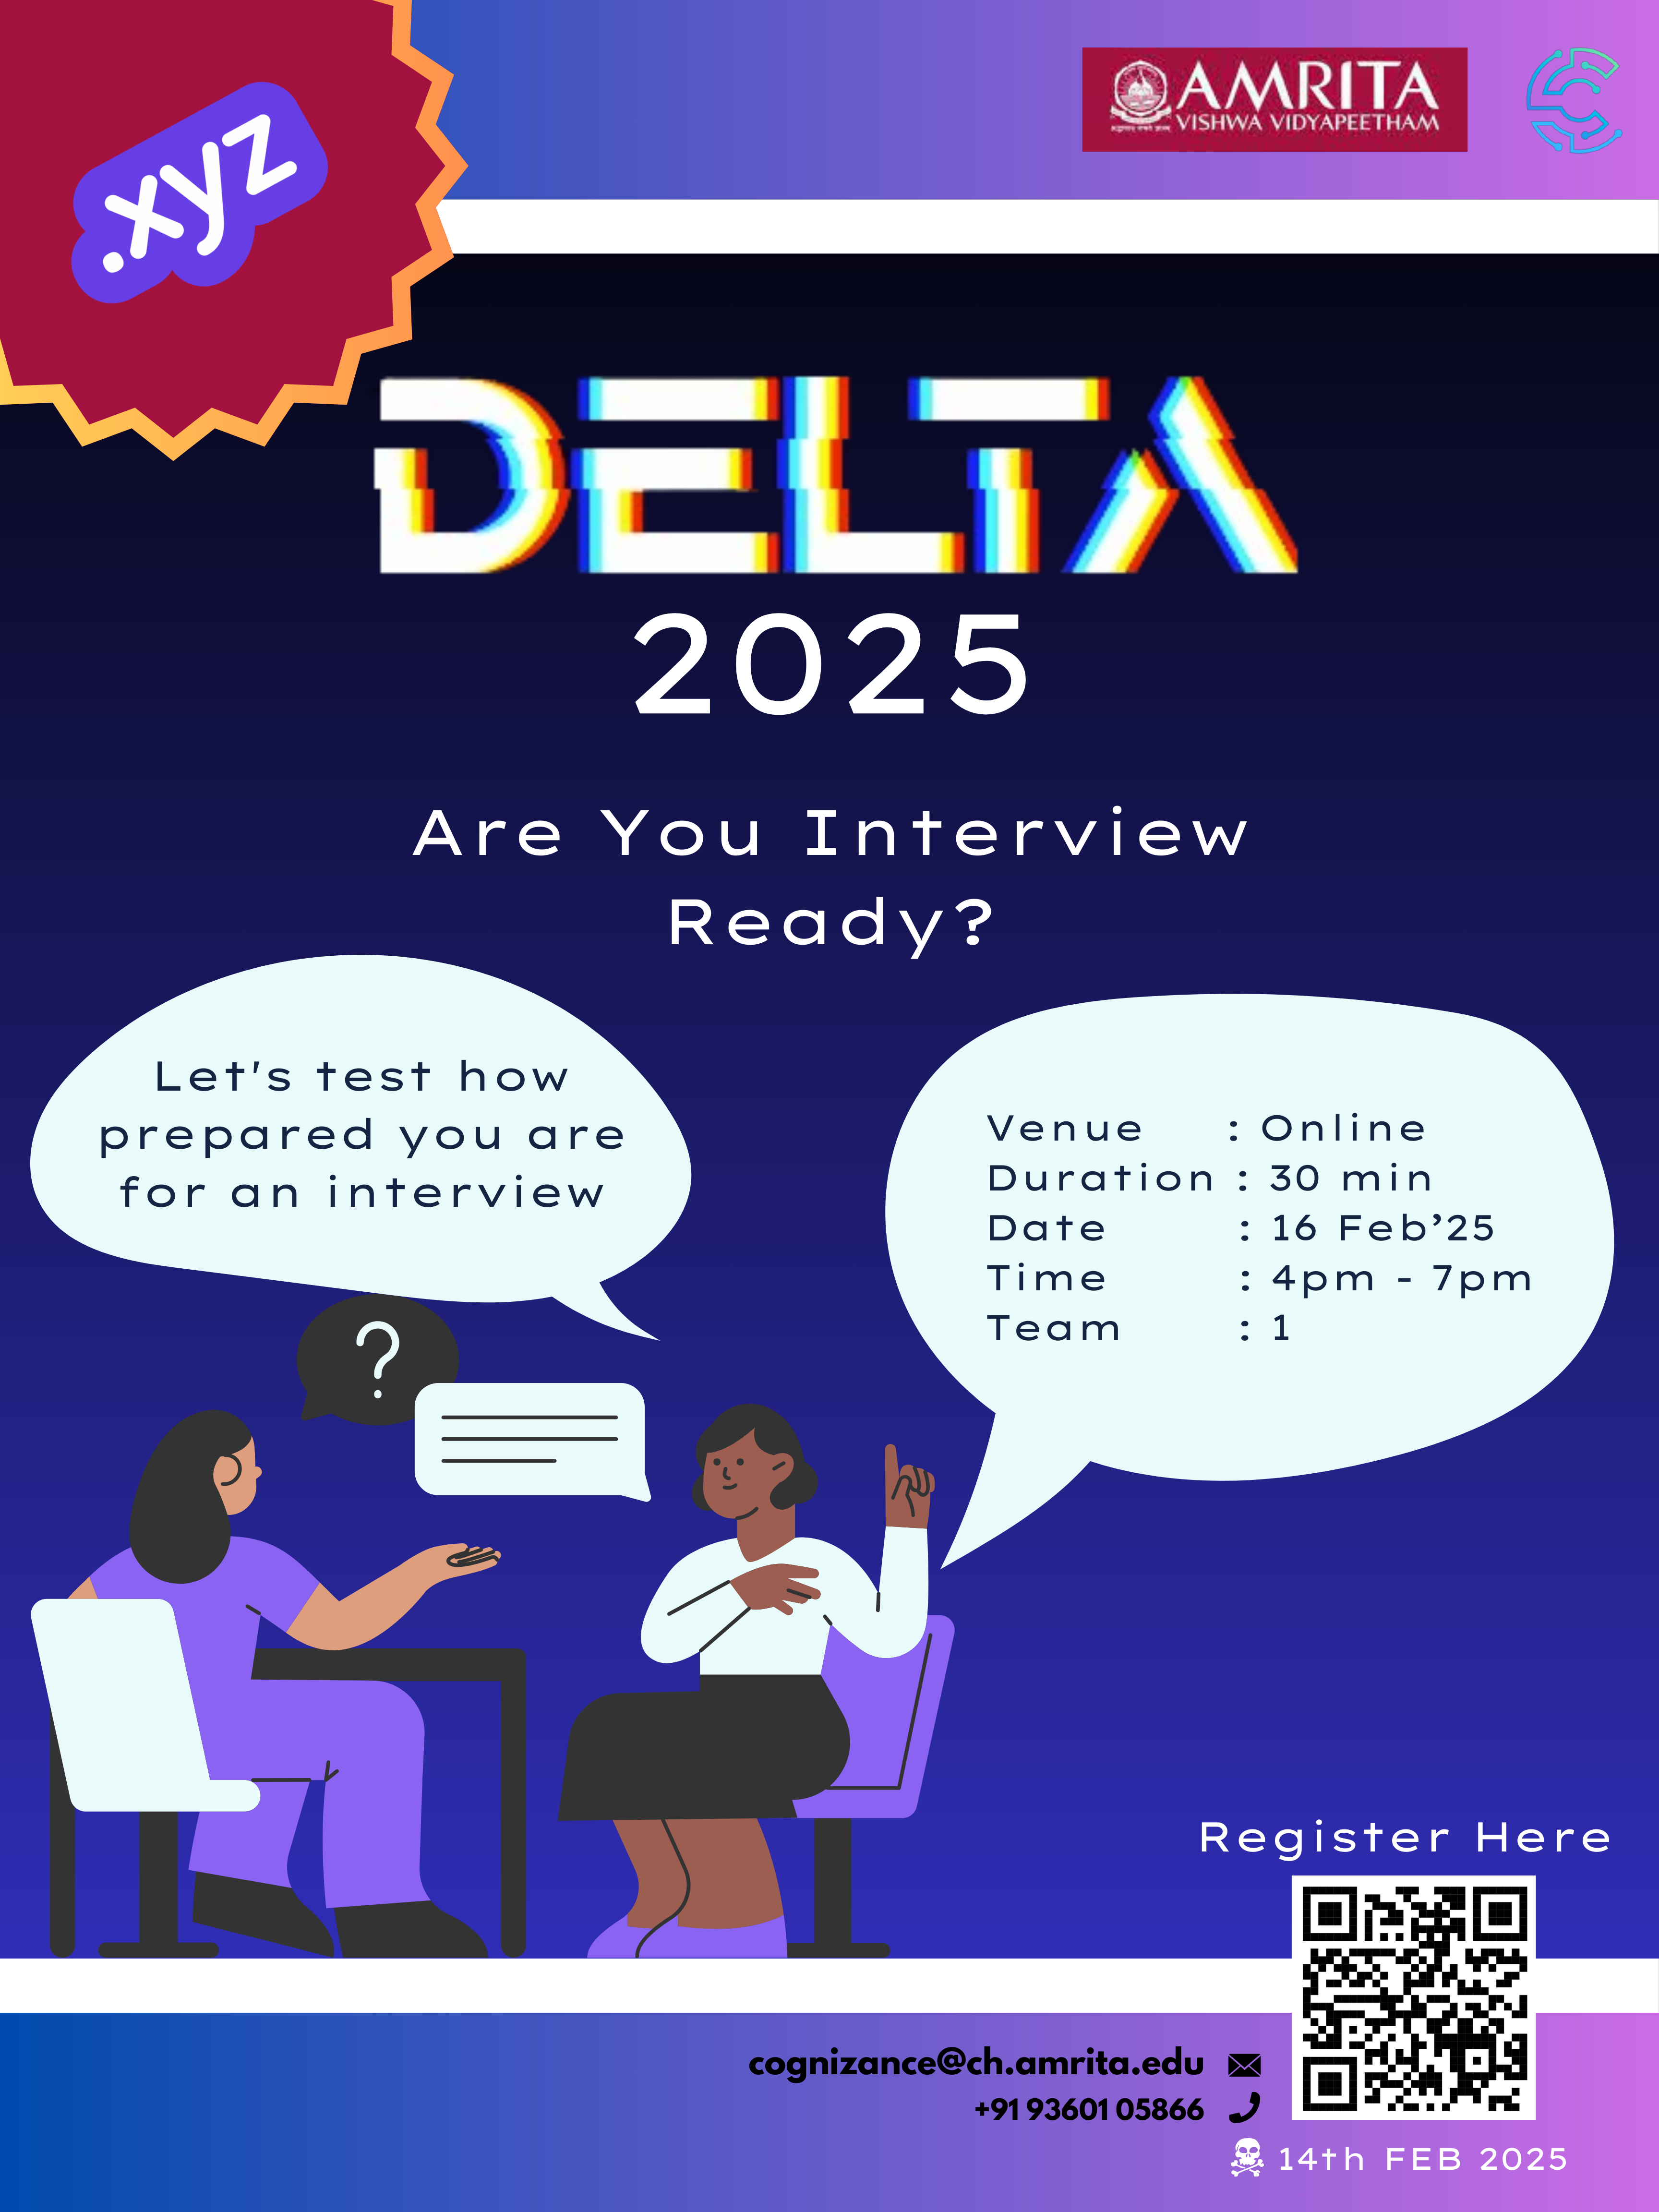 .xyz
AMRITA
VISHWA VIDYAPEETHAM
DELTA
2025
Are You Interview
Ready?
Let's test how
prepared you are
for an interview
Venue : Online
Duration : 30 min
Date : 16 Feb’25
Time : 4pm - 7pm
Team : 1
?
Register Here
cognizance@ch.amrita.edu
+91 93601 05866
14th FEB 2025